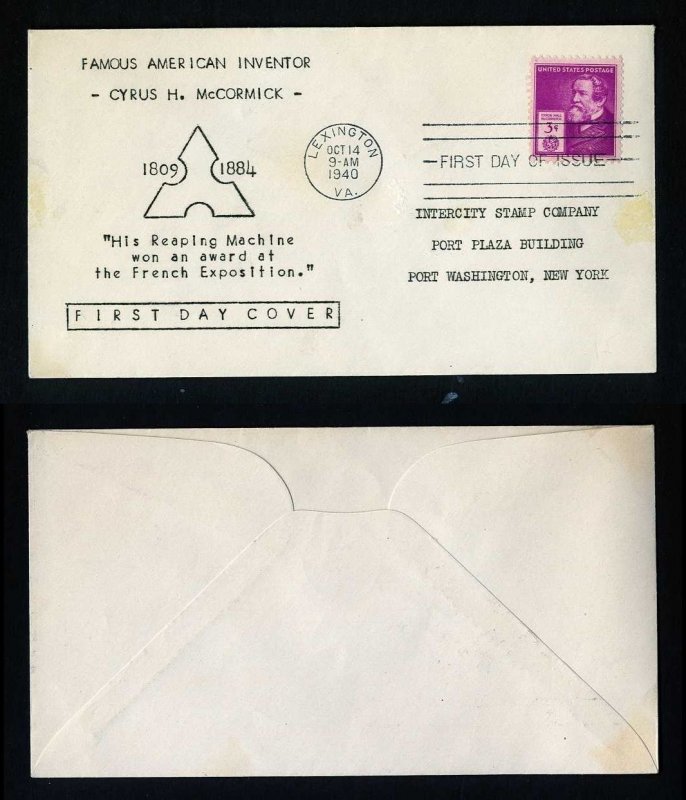 FAMOUS AMERICAN INVENTOR
- CYRUS H. McCORMICK -
1809 1884
"His Reaping Machine
won an award at
the French Exposition."
FIRST DAY COVER
LEXINGTON
OCT 14
9-AM
1940
VA.
UNITED STATES POSTAGE
3¢
FIRST DAY OF ISSUE
INTERCITY STAMP COMPANY
PORT PLAZA BUILDING
PORT WASHINGTON, NEW YORK